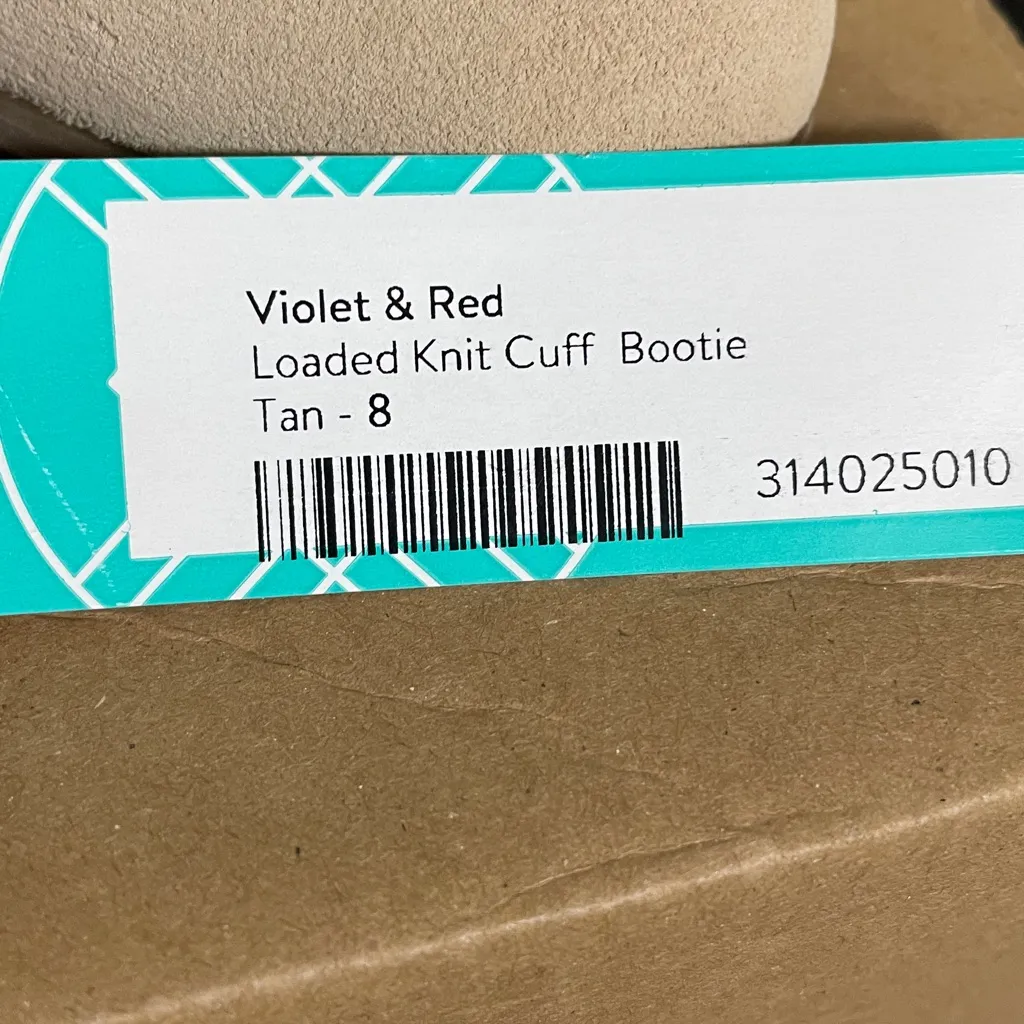 Violet & Red
Loaded Knit Cuff Bootie
Tan - 8
314025010